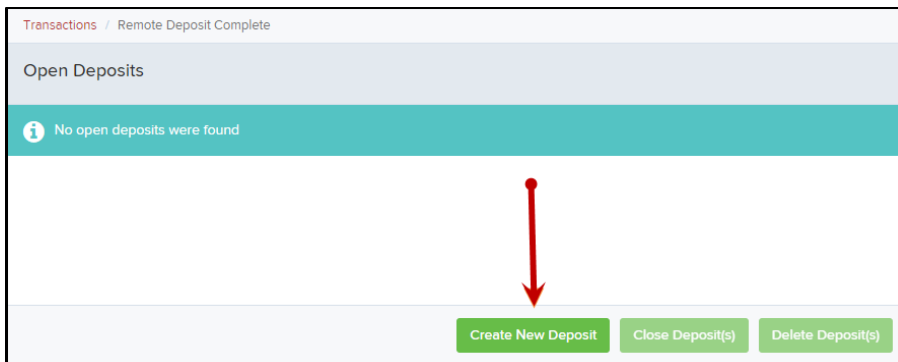 Transactions / Remote Deposit Complete
Open Deposits
No open deposits were found
Create New Deposit Close Deposit(s) Delete Deposit(s)